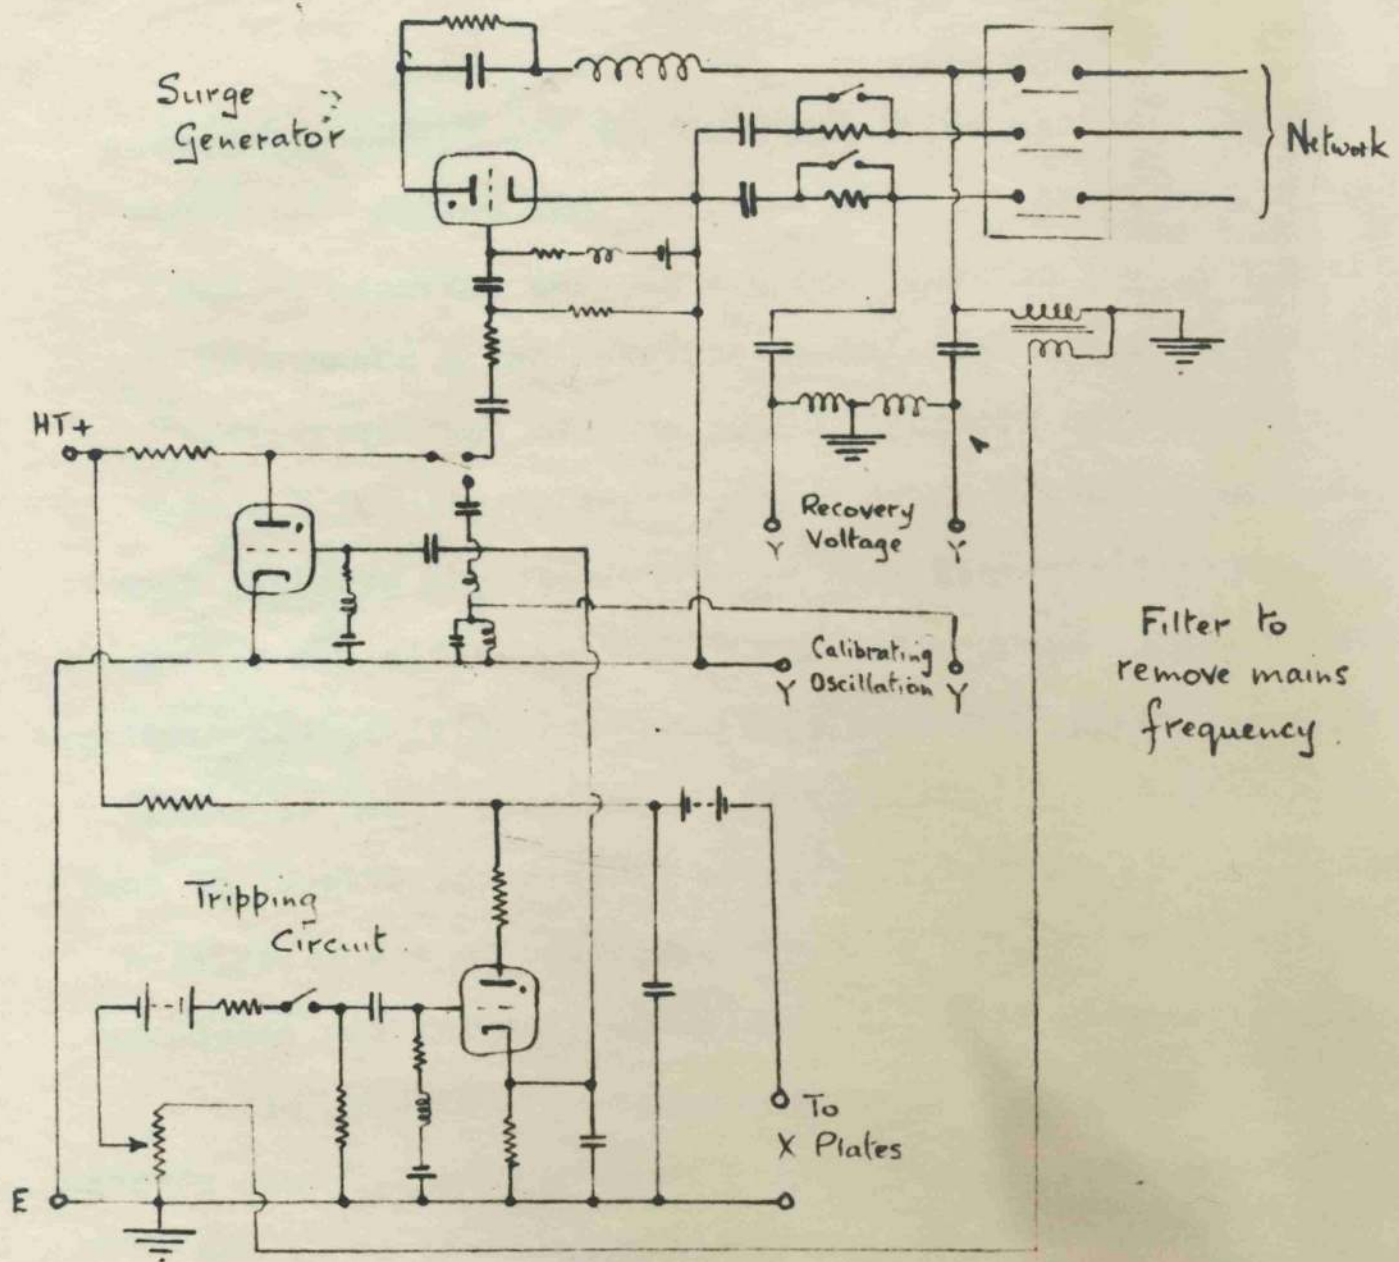 Surge
Generator
Network
HT+
Recovery
Voltage
Y
Y
Calibrating
Oscillation
Y
Y
Filter to
remove mains
frequency.
Tripping
Circuit.
To
X Plates
E